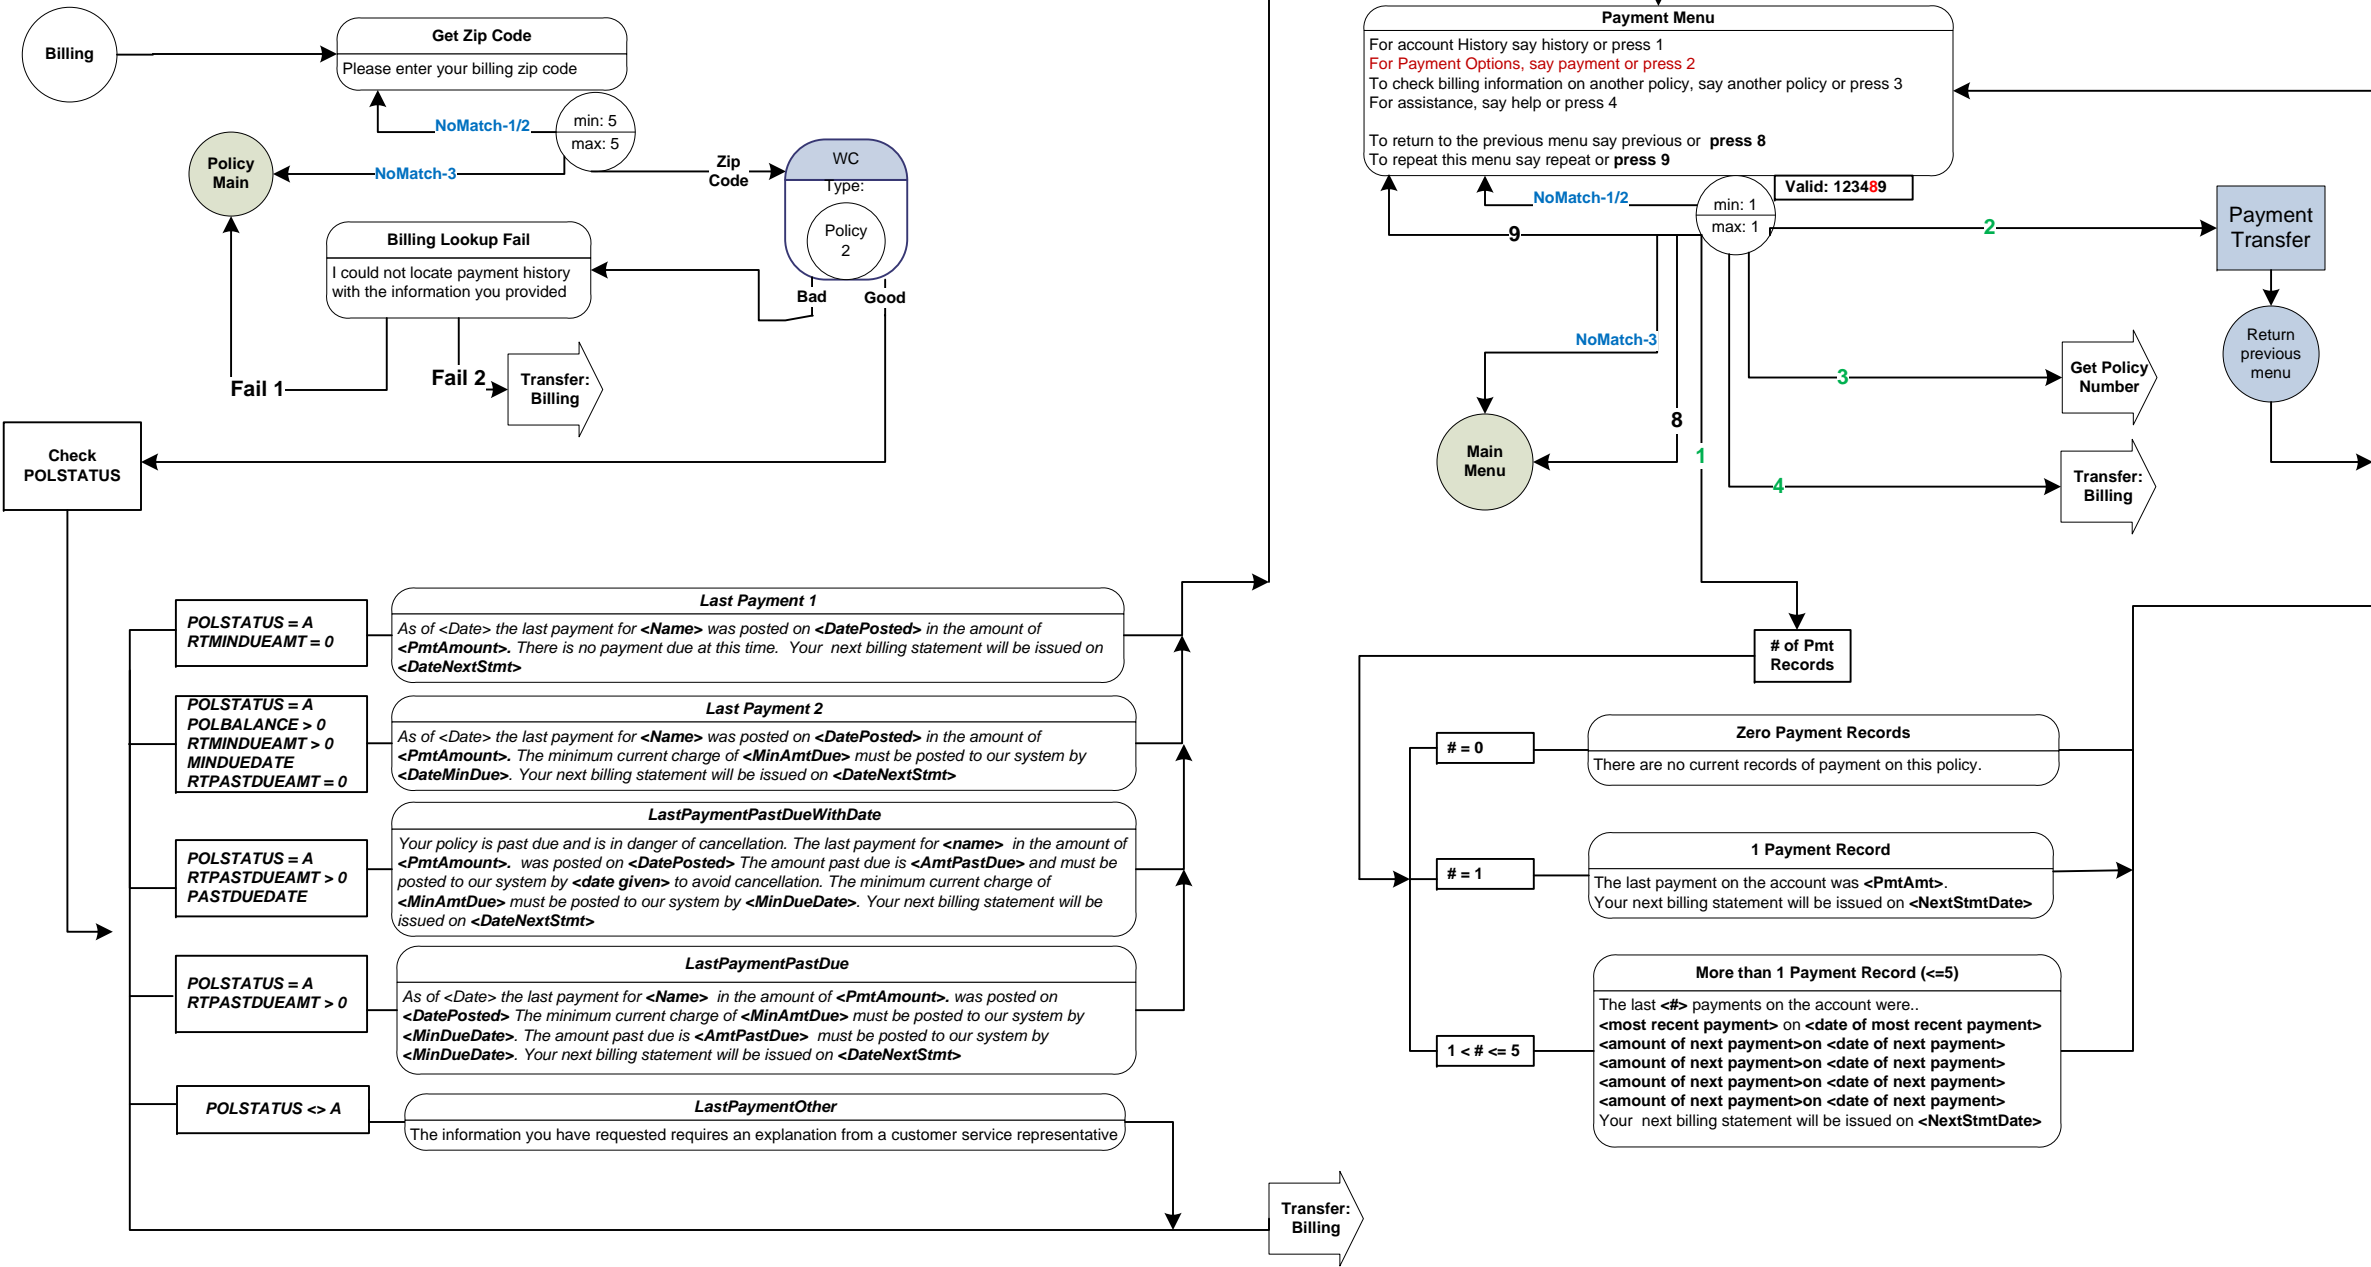 Billing
Get Zip Code
Please enter your billing zip code
NoMatch-1/2
min: 5
max: 5
Policy
Main
NoMatch-3
Zip
Code
WC
Type:
Policy
2
Bad
Good
Billing Lookup Fail
I could not locate payment history
with the information you provided
Fail 1
Fail 2
Transfer:
Billing
Check
POLSTATUS
POLSTATUS = A
RTMINDUEAMT = 0
Last Payment 1
As of <Date> the last payment for <Name> was posted on <DatePosted> in the amount of
<PmtAmount>. There is no payment due at this time.  Your  next billing statement will be issued on
<DateNextStmt>
POLSTATUS = A
POLBALANCE > 0
RTMINDUEAMT > 0
MINDUEDATE
RTPASTDUEAMT = 0
Last Payment 2
As of <Date> the last payment for <Name> was posted on <DatePosted> in the amount of
<PmtAmount>. The minimum current charge of <MinAmtDue> must be posted to our system by
<DateMinDue>. Your next billing statement will be issued on <DateNextStmt>
POLSTATUS = A
RTPASTDUEAMT > 0
PASTDUEDATE
LastPaymentPastDueWithDate
Your policy is past due and is in danger of cancellation. The last payment for <name>  in the amount of
<PmtAmount>.  was posted on <DatePosted> The amount past due is <AmtPastDue> and must be
posted to our system by <date given> to avoid cancellation. The minimum current charge of
<MinAmtDue> must be posted to our system by <MinDueDate>. Your next billing statement will be
issued on <DateNextStmt>
POLSTATUS = A
RTPASTDUEAMT > 0
LastPaymentPastDue
As of <Date> the last payment for <Name>  in the amount of <PmtAmount>. was posted on
<DatePosted> The minimum current charge of <MinAmtDue> must be posted to our system by
<MinDueDate>. The amount past due is <AmtPastDue>  must be posted to our system by
<MinDueDate>. Your next billing statement will be issued on <DateNextStmt>
POLSTATUS <> A
LastPaymentOther
The information you have requested requires an explanation from a customer service representative
Transfer:
Billing
Payment Menu
For account History say history or press 1
For Payment Options, say payment or press 2
To check billing information on another policy, say another policy or press 3
For assistance, say help or press 4
To return to the previous menu say previous or  press 8
To repeat this menu say repeat or press 9
NoMatch-1/2
min: 1
max: 1
Valid: 123489
9
2
Payment
Transfer
Return
previous
menu
NoMatch-3
3
Get Policy
Number
8
1
Main
Menu
4
Transfer:
Billing
# of Pmt
Records
# = 0
Zero Payment Records
There are no current records of payment on this policy.
# = 1
1 Payment Record
The last payment on the account was <PmtAmt>.
Your next billing statement will be issued on <NextStmtDate>
1 < # <= 5
More than 1 Payment Record (<=5)
The last <#> payments on the account were..
<most recent payment> on <date of most recent payment>
<amount of next payment>on <date of next payment>
<amount of next payment>on <date of next payment>
<amount of next payment>on <date of next payment>
<amount of next payment>on <date of next payment>
Your  next billing statement will be issued on <NextStmtDate>